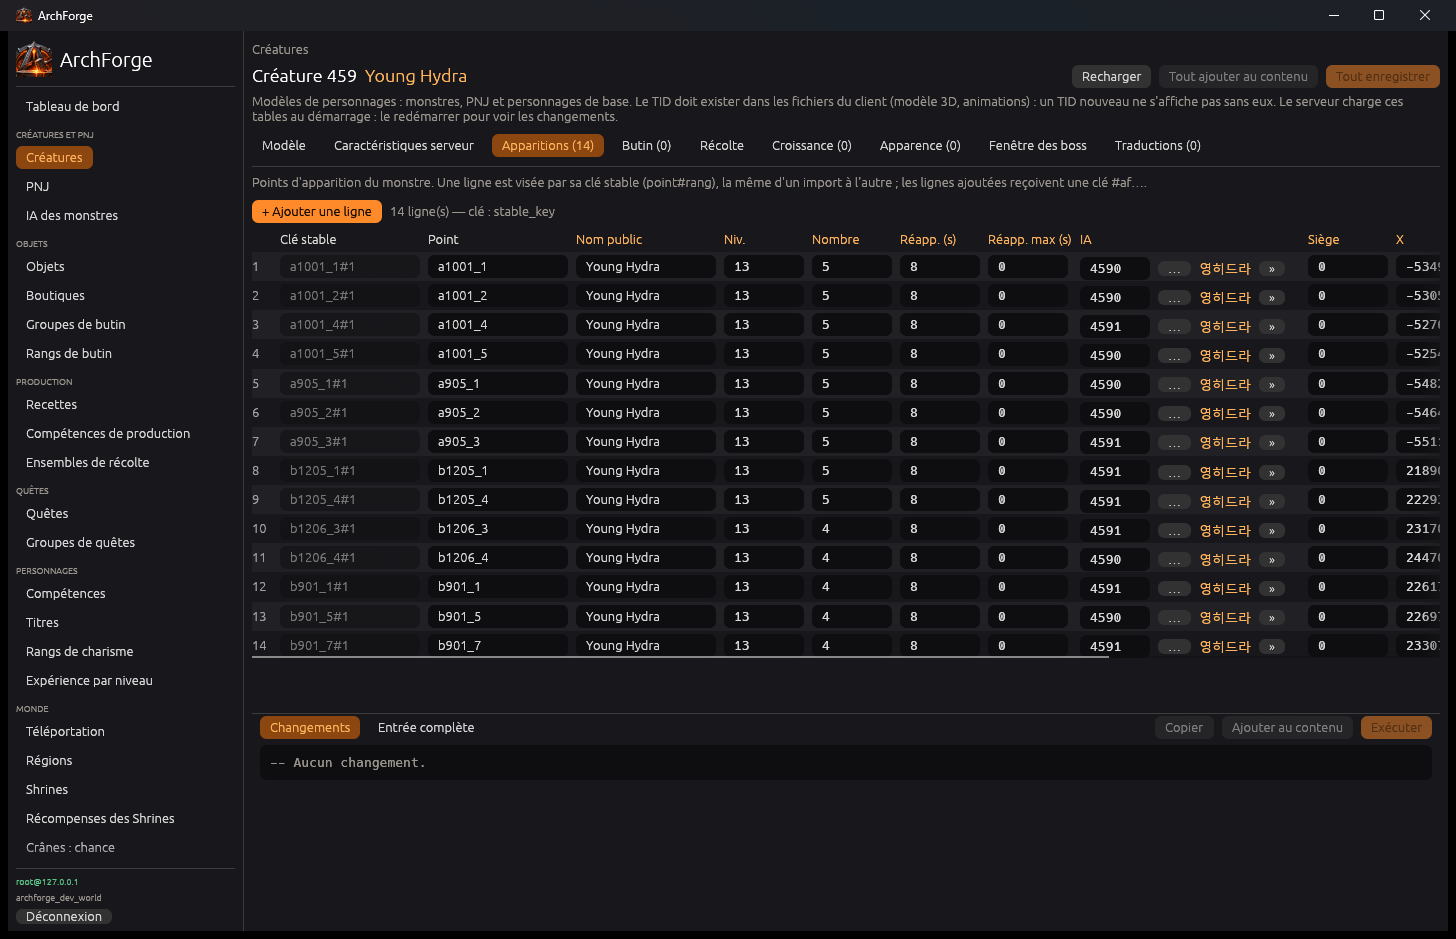 ArchForge
ArchForge
Tableau de bord
CRÉATURES ET PNJ
Créatures
PNJ
IA des monstres
OBJETS
Objets
Boutiques
Groupes de butin
Rangs de butin
PRODUCTION
Recettes
Compétences de production
Ensembles de récolte
QUÊTES
Quêtes
Groupes de quêtes
PERSONNAGES
Compétences
Titres
Rangs de charisme
Expérience par niveau
MONDE
Téléportation
Régions
Shrines
Récompenses des Shrines
Crânes : chance
root@127.0.0.1
archforge_dev_world
Déconnexion
Créatures
Créature 459 Young Hydra
Recharger Tout ajouter au contenu Tout enregistrer
Modèles de personnages : monstres, PNJ et personnages de base. Le TID doit exister dans les fichiers du client (modèle 3D, animations) : un TID nouveau ne s'affiche pas sans eux. Le serveur charge ces
tables au démarrage : le redémarrer pour voir les changements.
Modèle Caractéristiques serveur Apparitions (14) Butin (0) Récolte Croissance (0) Apparence (0) Fenêtre des boss Traductions (0)
Points d'apparition du monstre. Une ligne est visée par sa clé stable (point#rang), la même d'un import à l'autre ; les lignes ajoutées reçoivent une clé #af….
+ Ajouter une ligne 14 ligne(s) — clé : stable_key
Clé stable Point Nom public Niv. Nombre Réapp. (s) Réapp. max (s) IA Siège X
1 a1001_1#1 a1001_1 Young Hydra 13 5 8 0 4590 ... 영히드라 » 0 -5349
2 a1001_2#1 a1001_2 Young Hydra 13 5 8 0 4590 ... 영히드라 » 0 -5305
3 a1001_4#1 a1001_4 Young Hydra 13 5 8 0 4591 ... 영히드라 » 0 -5276
4 a1001_5#1 a1001_5 Young Hydra 13 5 8 0 4590 ... 영히드라 » 0 -5254
5 a905_1#1 a905_1 Young Hydra 13 5 8 0 4590 ... 영히드라 » 0 -5482
6 a905_2#1 a905_2 Young Hydra 13 5 8 0 4590 ... 영히드라 » 0 -5464
7 a905_3#1 a905_3 Young Hydra 13 5 8 0 4591 ... 영히드라 » 0 -551
8 b1205_1#1 b1205_1 Young Hydra 13 5 8 0 4591 ... 영히드라 » 0 2189
9 b1205_4#1 b1205_4 Young Hydra 13 5 8 0 4591 ... 영히드라 » 0 2229
10 b1206_3#1 b1206_3 Young Hydra 13 4 8 0 4591 ... 영히드라 » 0 2317
11 b1206_4#1 b1206_4 Young Hydra 13 4 8 0 4590 ... 영히드라 » 0 2447
12 b901_1#1 b901_1 Young Hydra 13 4 8 0 4591 ... 영히드라 » 0 2261
13 b901_5#1 b901_5 Young Hydra 13 4 8 0 4590 ... 영히드라 » 0 2269
14 b901_7#1 b901_7 Young Hydra 13 4 8 0 4591 ... 영히드라 » 0 2330
Changements Entrée complète Copier Ajouter au contenu Exécuter
-- Aucun changement.